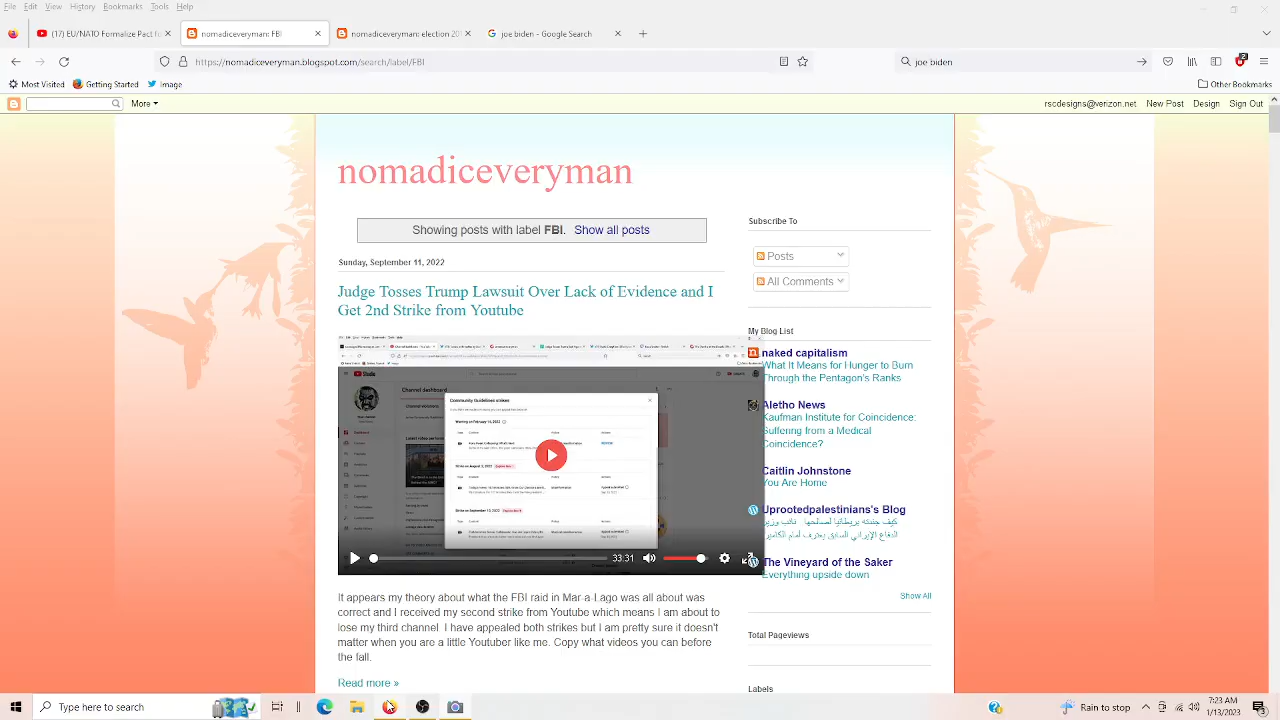 File Edit View History Bookmarks Tools Help
(17) EU/NATO Formalize Pact fo
nomadiceveryman: FBI
nomadiceveryman: election 20
joe biden - Google Search
https://nomadiceveryman.blogspot.com/search/label/FBI
joe biden
Most Visited Getting Started Image Other Bookmarks
More rscdesigns@verizon.net New Post Design Sign Out
nomadiceveryman
Showing posts with label FBI. Show all posts
Sunday, September 11, 2022
Judge Tosses Trump Lawsuit Over Lack of Evidence and I
Get 2nd Strike from Youtube
Channel dashboard
Community Guidelines strikes
33:31
It appears my theory about what the FBI raid in Mar-a-Lago was all about was
correct and I received my second strike from Youtube which means I am about to
lose my third channel. I have appealed both strikes but I am pretty sure it doesn't
matter when you are a little Youtuber like me. Copy what videos you can before
the fall.
Read more »
Subscribe To
Posts
All Comments
My Blog List
naked capitalism
What It Means for Hunger to Burn
Through the Pentagon's Ranks
Aletho News
Kaufman Institute for Coincidence:
Suffering from a Medical
Coincidence?
Caitlin Johnstone
You Are Home
Uprootedpalestinians's Blog
The Vineyard of the Saker
Everything upside down
Show All
Total Pageviews
Labels
Type here to search
Rain to stop
7:23 AM
1/12/2023